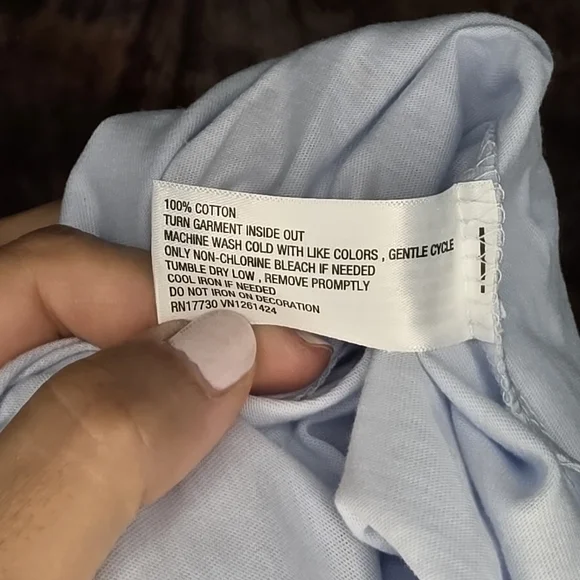 100% COTTON
TURN GARMENT INSIDE OUT
MACHINE WASH COLD WITH LIKE COLORS , GENTLE CYCLE
ONLY NON-CHLORINE BLEACH IF NEEDED
TUMBLE DRY LOW , REMOVE PROMPTLY
COOL IRON IF NEEDED
DO NOT IRON ON DECORATION
RN17730 VN1261424